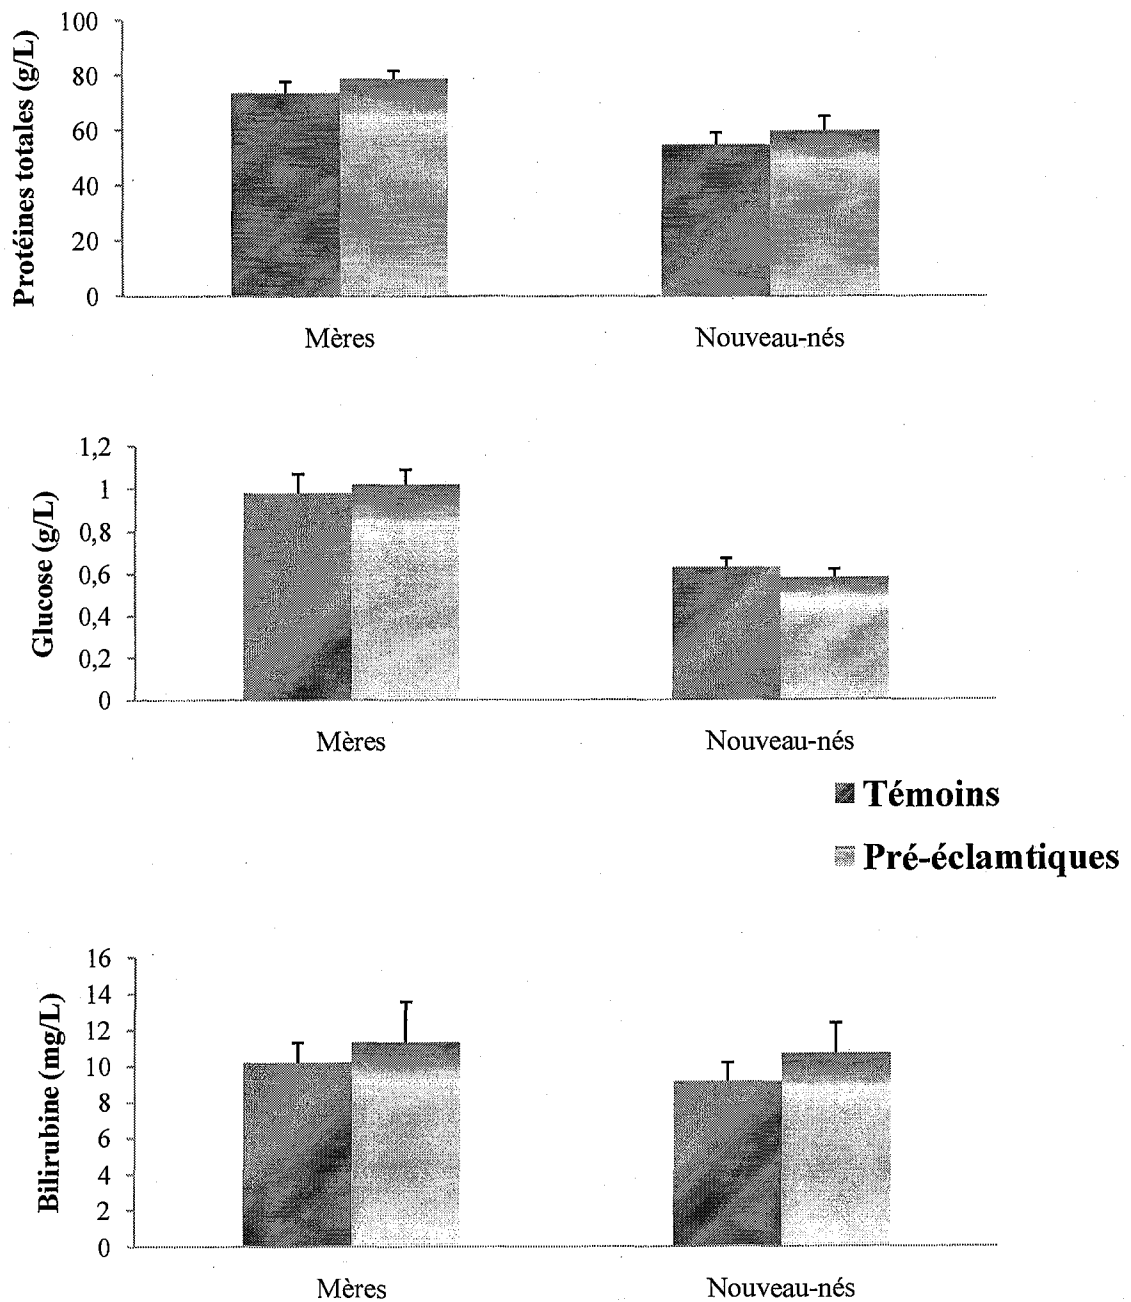 Protéines totales (g/L)
100
80
60
40
20
0
Mères
Nouveau-nés
Glucose (g/L)
1,2
1
0,8
0,6
0,4
0,2
0
Mères
Nouveau-nés
Témoins
Pré-éclamtiques
Bilirubine (mg/L)
16
14
12
10
8
6
4
2
0
Mères
Nouveau-nés